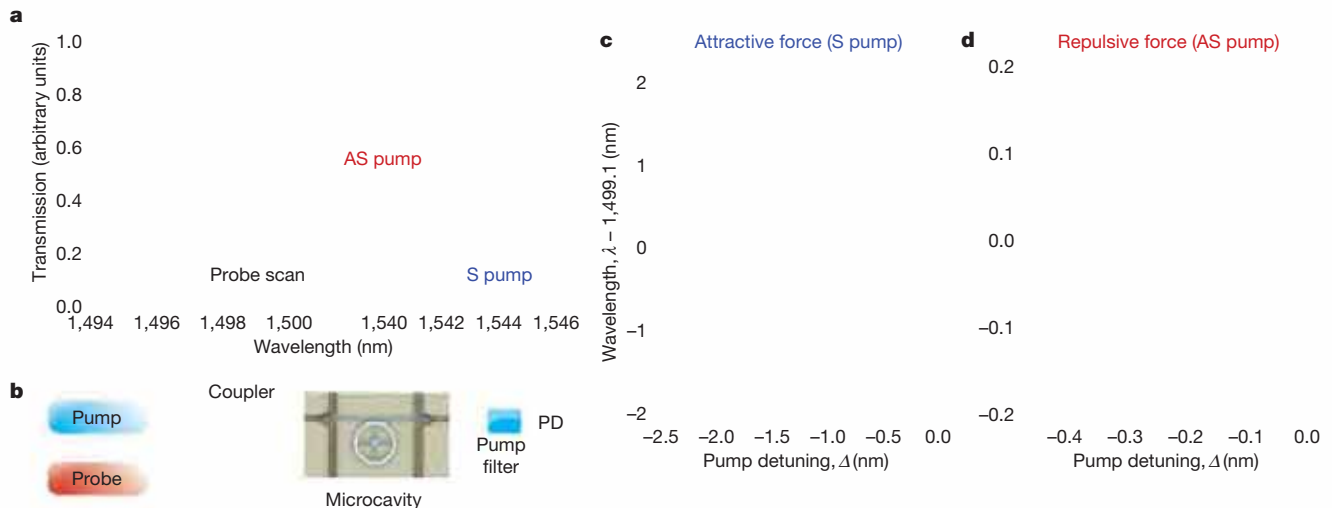 a
1.0
0.8
0.6
0.4
0.2
0.0
Transmission (arbitrary units)
AS pump
Probe scan
S pump
1,494 1,496 1,498 1,500 1,540 1,542 1,544 1,546
Wavelength (nm)
b
Pump
Probe
Coupler
Microcavity
Pump
filter
PD
c
Attractive force (S pump)
2
1
0
−1
−2
Wavelength, λ − 1,499.1 (nm)
−2.5 −2.0 −1.5 −1.0 −0.5 0.0
Pump detuning, Δ (nm)
d
Repulsive force (AS pump)
0.2
0.1
0.0
−0.1
−0.2
−0.4 −0.3 −0.2 −0.1 0.0
Pump detuning, Δ (nm)